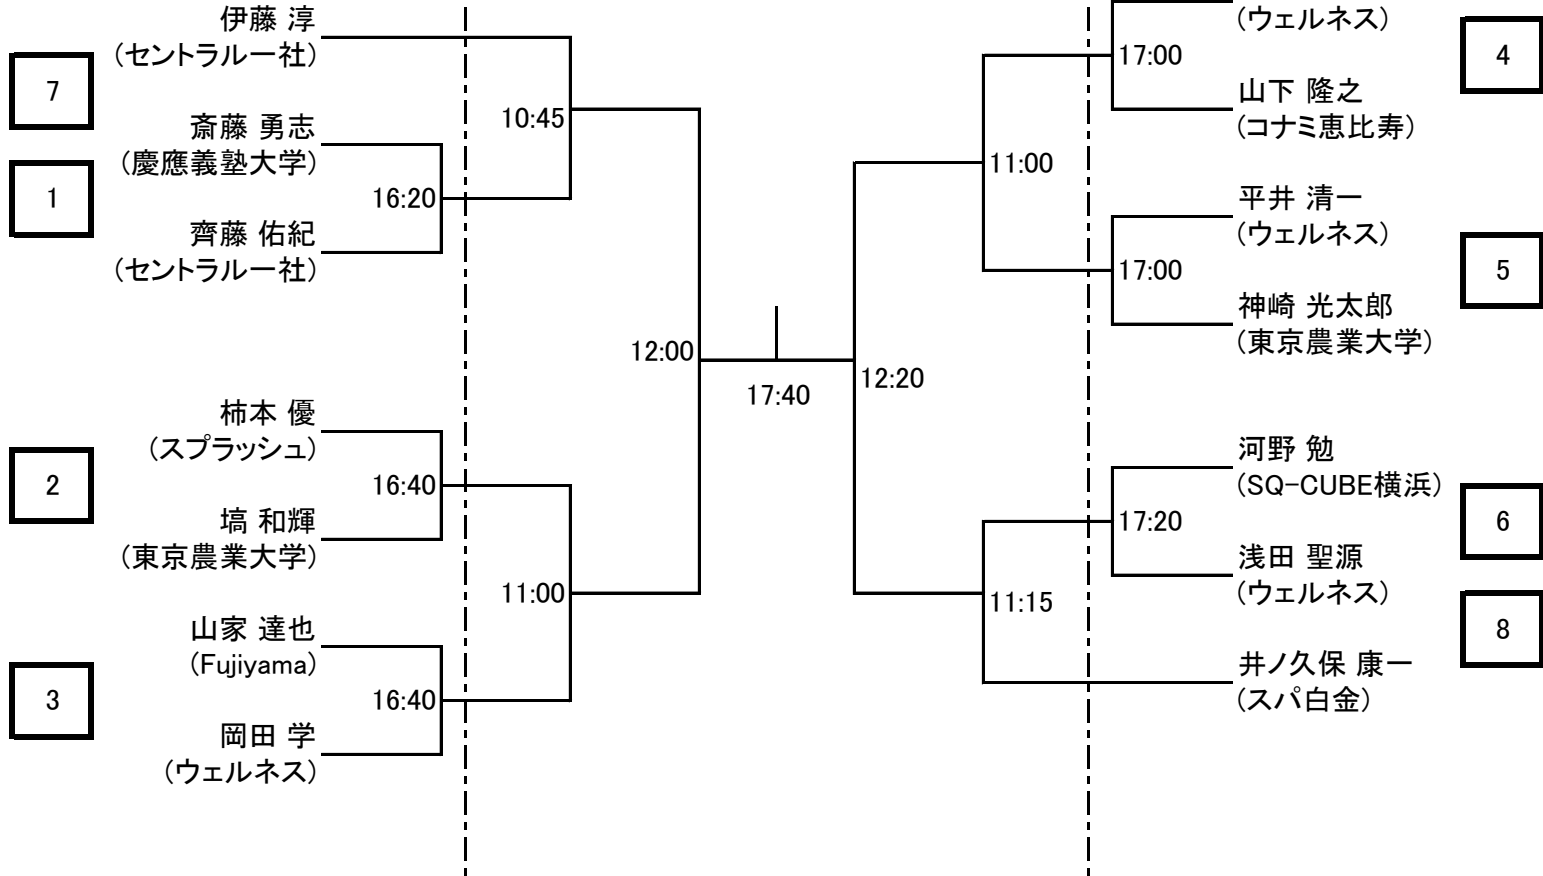 伊藤 淳
(セントラル一社)
7
斎藤 勇志
(慶應義塾大学)
1
齊藤 佑紀
(セントラル一社)
16:20
10:45
柿本 優
(スプラッシュ)
2
塙 和輝
(東京農業大学)
16:40
山家 達也
(Fujiyama)
3
岡田 学
(ウェルネス)
16:40
11:00
12:00
17:40
12:20
11:00
11:15
(ウェルネス)
17:00
4
山下 隆之
(コナミ恵比寿)
平井 清一
(ウェルネス)
17:00
5
神崎 光太郎
(東京農業大学)
河野 勉
(SQ-CUBE横浜)
17:20
6
浅田 聖源
(ウェルネス)
8
井ノ久保 康一
(スパ白金)